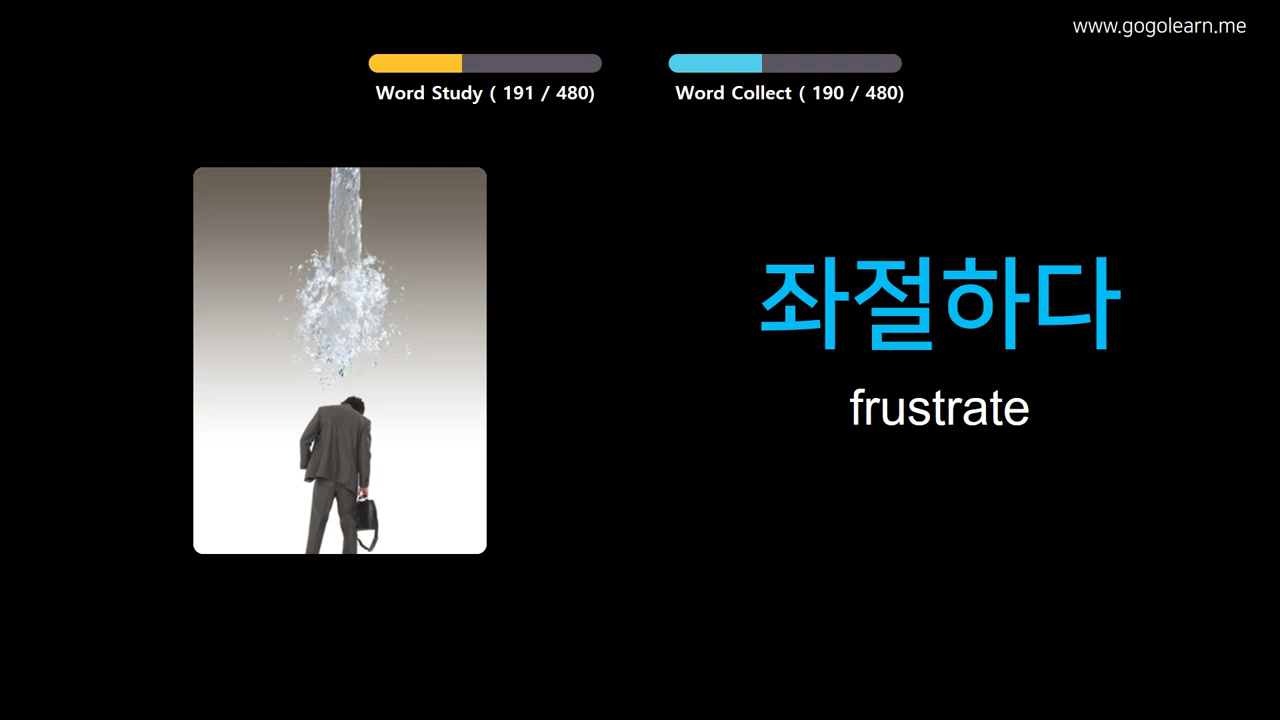 www.gogolearn.me
Word Study ( 191 / 480)
Word Collect ( 190 / 480)
좌절하다
frustrate